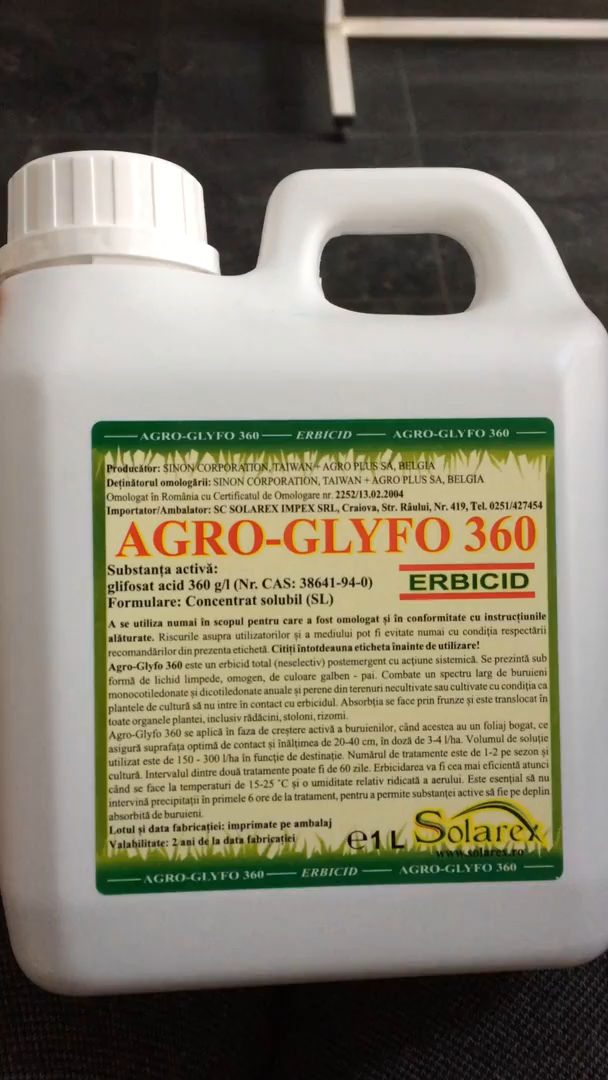 AGRO-GLYFO 360 ERBICID AGRO-GLYFO 360
Producător: SINON CORPORATION, TAIWAN + AGRO PLUS SA, BELGIA
Deținătorul omologării: SINON CORPORATION, TAIWAN + AGRO PLUS SA, BELGIA
Omologat în România cu Certificatul de Omologare nr. 2252/13.02.2004
Importator/Ambalator: SC SOLAREX IMPEX SRL, Craiova, Str. Râului, Nr. 419, Tel. 0251/427454
AGRO-GLYFO 360
Substanța activă:
glifosat acid 360 g/l (Nr. CAS: 38641-94-0)
Formulare: Concentrat solubil (SL)
ERBICID
A se utiliza numai în scopul pentru care a fost omologat și în conformitate cu instrucțiunile
alăturate. Riscurile asupra utilizatorilor și a mediului pot fi evitate numai cu condiția respectării
recomandărilor din prezenta etichetă. Citiți întotdeauna eticheta înainte de utilizare!
Agro-Glyfo 360 este un erbicid total (neselectiv) postemergent cu acțiune sistemică. Se prezintă sub
formă de lichid limpede, omogen, de culoare galben - pai. Combate un spectru larg de buruieni
monocotiledonate și dicotiledonate anuale și perene din terenuri necultivate sau cultivate cu condiția ca
plantele de cultură să nu intre în contact cu erbicidul. Absorbția se face prin frunze și este translocat în
toate organele plantei, inclusiv rădăcini, stoloni, rizomi.
Agro-Glyfo 360 se aplică în faza de creștere activă a buruienilor, când acestea au un foliaj bogat, ce
asigură suprafața optimă de contact și înălțimea de 20-40 cm, în doză de 3-4 l/ha. Volumul de soluție
utilizat este de 150 - 300 l/ha în funcție de destinație. Numărul de tratamente este de 1-2 pe sezon și
cultură. Intervalul dintre două tratamente poate fi de 60 zile. Erbicidarea va fi cea mai eficientă atunci
când se face la temperaturi de 15-25 ˚C și o umiditate relativ ridicată a aerului. Este esențial să nu
intervină precipitații în primele 6 ore de la tratament, pentru a permite substanței active să fie pe deplin
absorbită de buruieni.
Lotul și data fabricației: imprimate pe ambalaj
Valabilitate: 2 ani de la data fabricației
℮1 L
Solarex
www.solarex.ro
AGRO-GLYFO 360 ERBICID AGRO-GLYFO 360